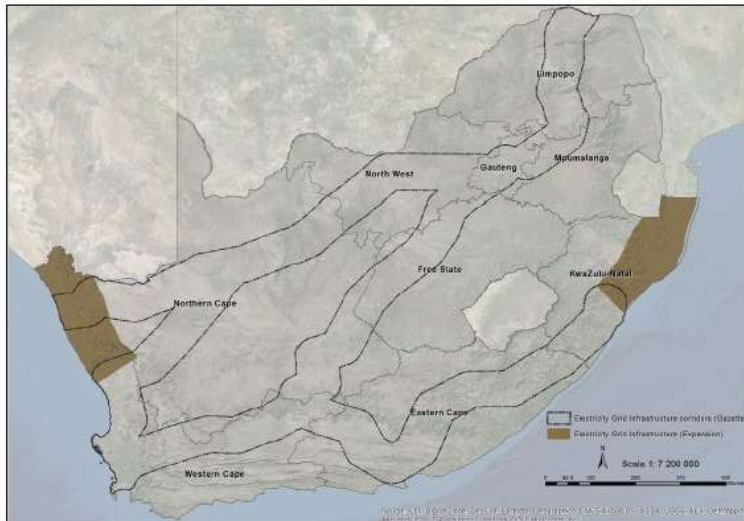 Limpopo
Mpumalanga
Gauteng
North West
Free State
KwaZulu-Natal
Northern Cape
Eastern Cape
Western Cape
Electricity Grid Infrastructure corridors (Gazette
Electricity Grid Infrastructure (Expansion)
N
Scale 1: 7 200 000